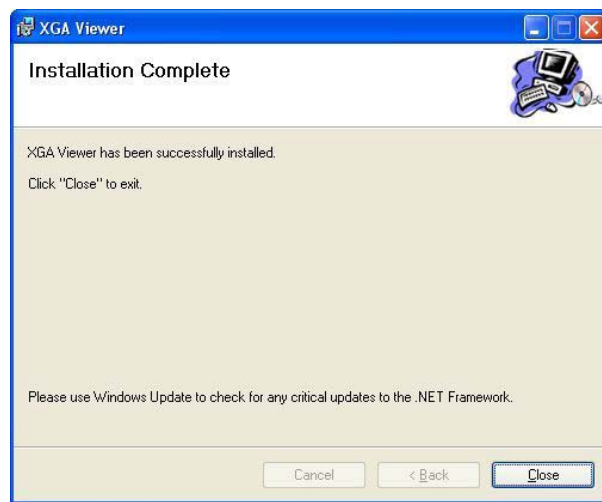 XGA Viewer
Installation Complete
XGA Viewer has been successfully installed.
Click "Close" to exit.
Please use Windows Update to check for any critical updates to the .NET Framework.
Cancel
< Back
Close